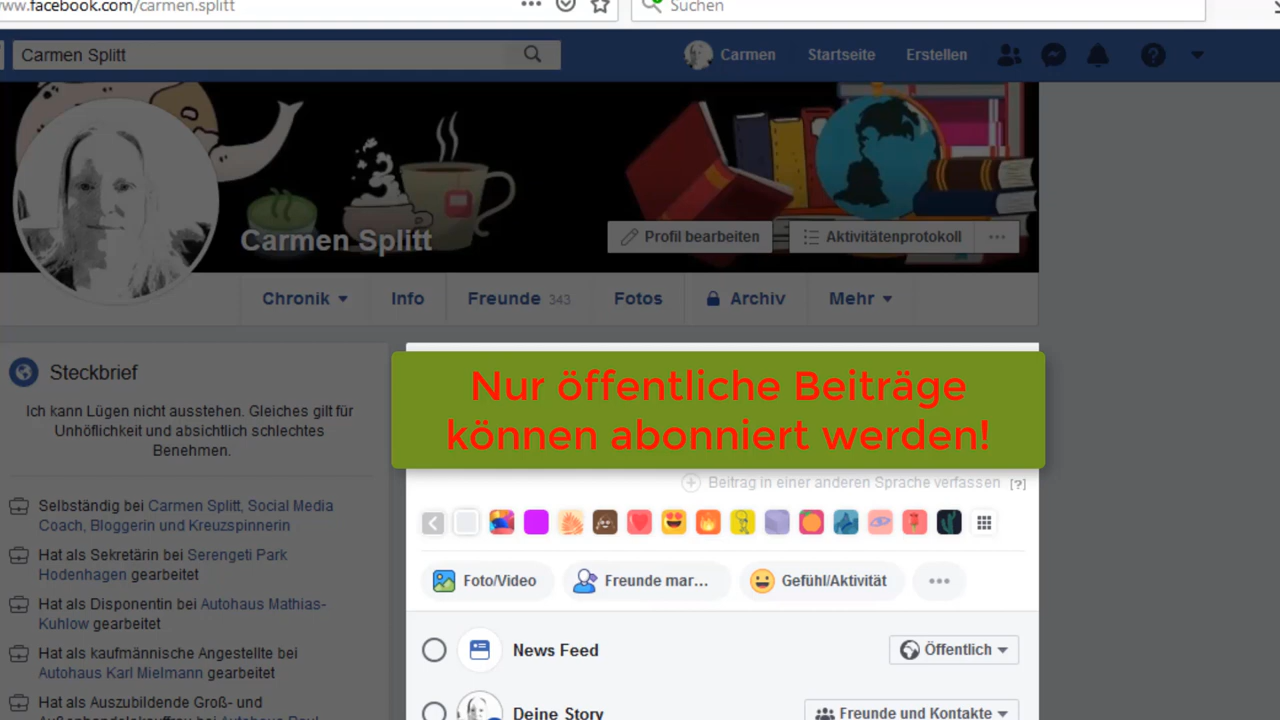 www.facebook.com/carmen.splitt
Suchen
Carmen Splitt
Carmen
Startseite
Erstellen
Carmen Splitt
Profil bearbeiten
Aktivitätenprotokoll
Chronik
Info
Freunde 343
Fotos
Archiv
Mehr
Steckbrief
Ich kann Lügen nicht ausstehen. Gleiches gilt für
Unhöflichkeit und absichtlich schlechtes
Benehmen.
Selbständig bei Carmen Splitt, Social Media
Coach, Bloggerin und Kreuzspinnerin
Hat als Sekretärin bei Serengeti Park
Hodenhagen gearbeitet
Hat als Disponentin bei Autohaus Mathias-
Kuhlow gearbeitet
Hat als kaufmännische Angestellte bei
Autohaus Karl Mielmann gearbeitet
Hat als Auszubildende Groß- und
Nur öffentliche Beiträge
können abonniert werden!
Beitrag in einer anderen Sprache verfassen [?]
Foto/Video
Freunde mar...
Gefühl/Aktivität
News Feed
Öffentlich
Deine Story
Freunde und Kontakte